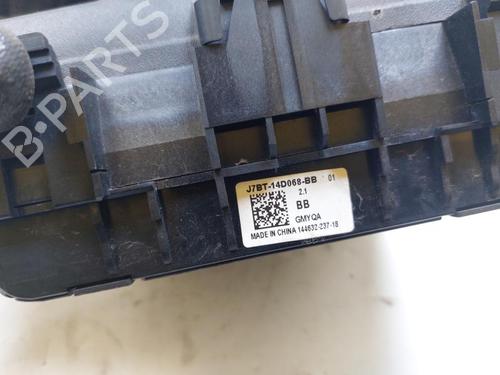 B-PARTS
J7BT-14D068-BB 01
2.1
BB
GMYQA
MADE IN CHINA 144632-237-18